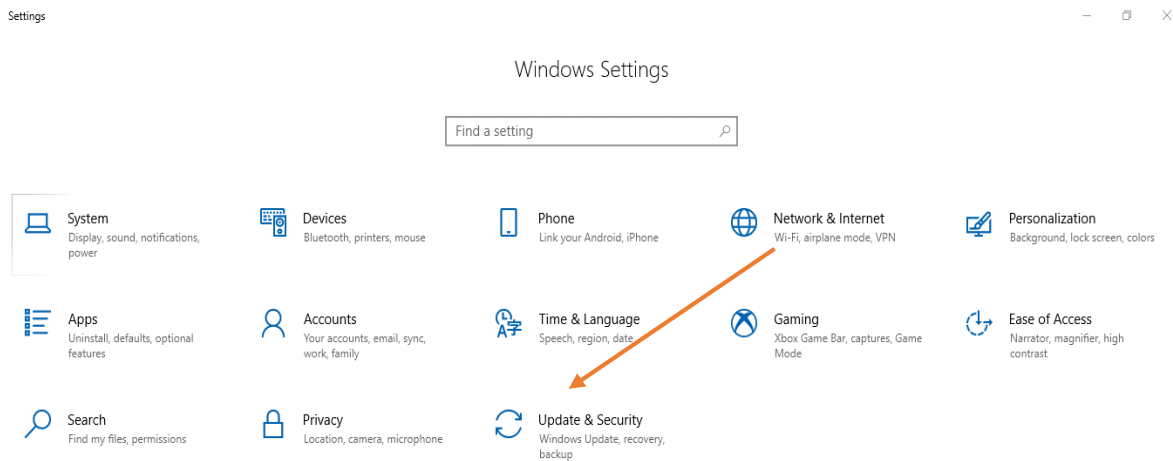 Settings
Windows Settings
Find a setting
System
Display, sound, notifications,
power
Devices
Bluetooth, printers, mouse
Phone
Link your Android, iPhone
Network & Internet
Wi-Fi, airplane mode, VPN
Personalization
Background, lock screen, colors
Apps
Uninstall, defaults, optional
features
Accounts
Your accounts, email, sync,
work, family
Time & Language
Speech, region, date
Gaming
Xbox Game Bar, captures, Game
Mode
Ease of Access
Narrator, magnifier, high
contrast
Search
Find my files, permissions
Privacy
Location, camera, microphone
Update & Security
Windows Update, recovery,
backup